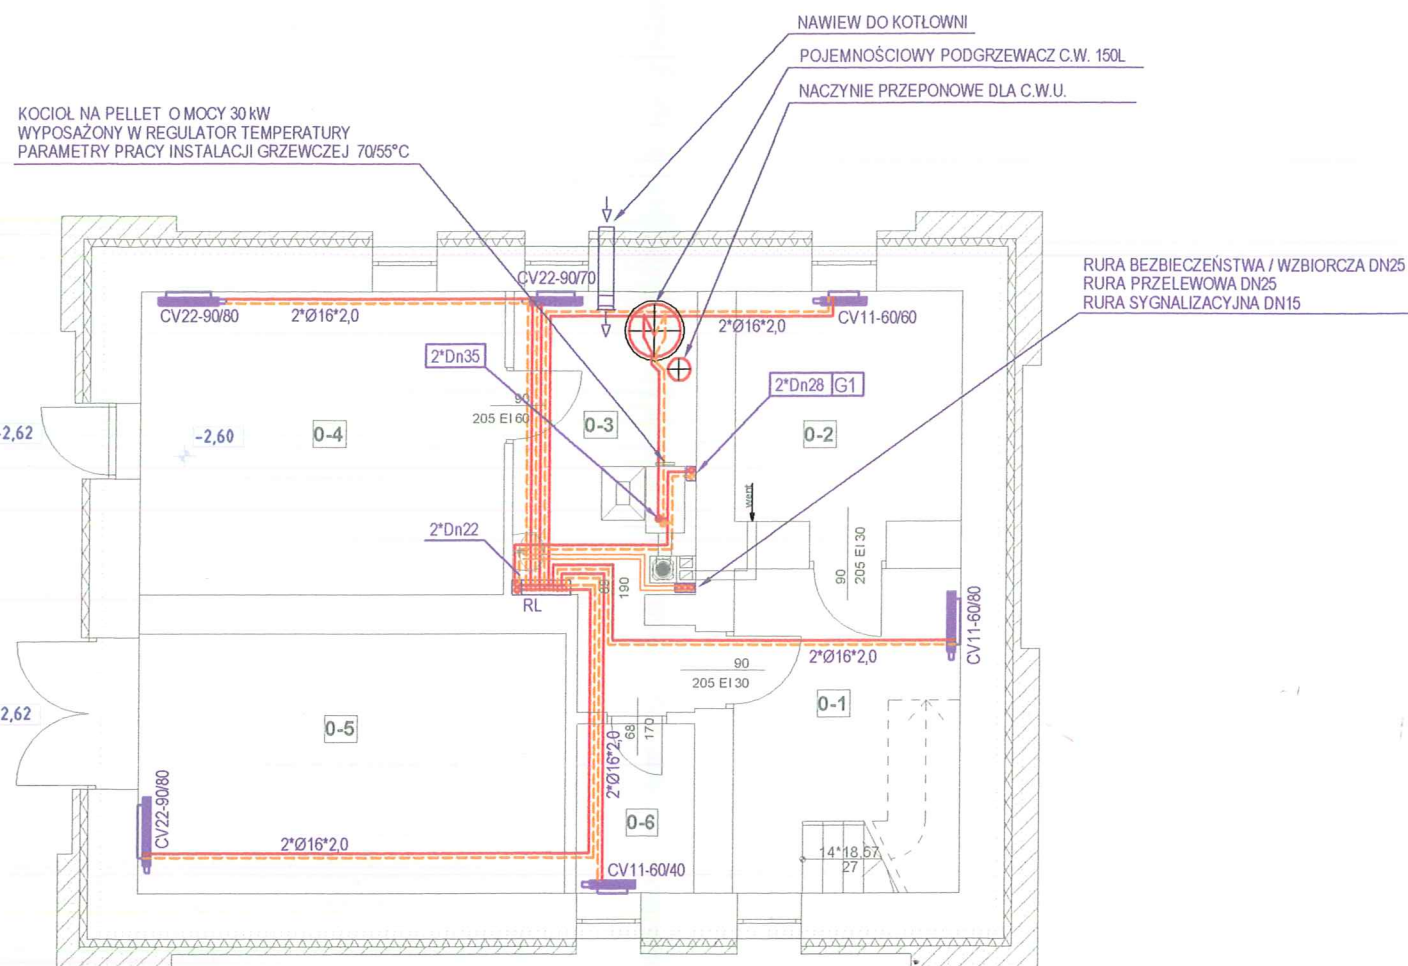 NAWIEW DO KOTŁOWNI
POJEMNOŚCIOWY PODGRZEWACZ C.W. 150L
NACZYNIE PRZEPONOWE DLA C.W.U.
KOCIOŁ NA PELLET O MOCY 30 kW
WYPOSAŻONY W REGULATOR TEMPERATURY
PARAMETRY PRACY INSTALACJI GRZEWCZEJ 70/55°C
RURA BEZBIECZEŃSTWA / WZBIORCZA DN25
RURA PRZELEWOWA DN25
RURA SYGNALIZACYJNA DN15
CV22-90/70
CV22-90/80
2*Ø16*2,0
2*Ø16*2,0
CV11-60/60
2*Dn35
2*Dn28 G1
90
205 EI 60
-2,62
-2,60
0-4
0-3
0-2
went
2*Dn22
90
205 EI 30
RL
190
CV11-60/80
2*Ø16*2,0
90
205 EI 30
0-1
2,62
0-5
68
170
2*Ø16*2,0
CV22-90/80
0-6
2*Ø16*2,0
14*18,57
27
CV11-60/40